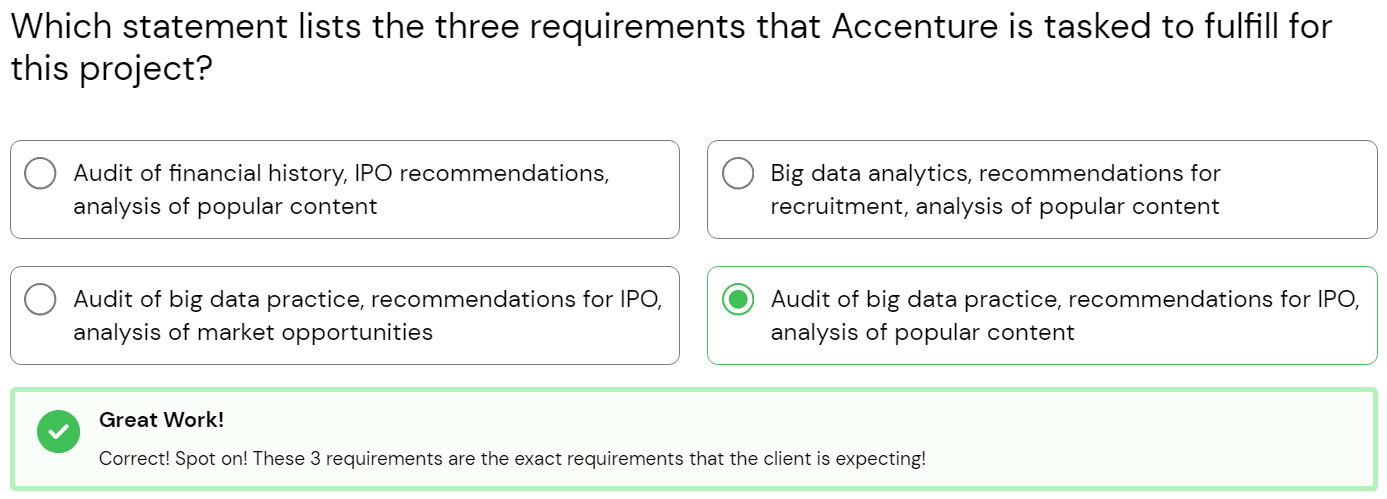 Which statement lists the three requirements that Accenture is tasked to fulfill for
this project?
Audit of financial history, IPO recommendations,
analysis of popular content
Big data analytics, recommendations for
recruitment, analysis of popular content
Audit of big data practice, recommendations for IPO,
analysis of market opportunities
Audit of big data practice, recommendations for IPO,
analysis of popular content
Great Work!
Correct! Spot on! These 3 requirements are the exact requirements that the client is expecting!